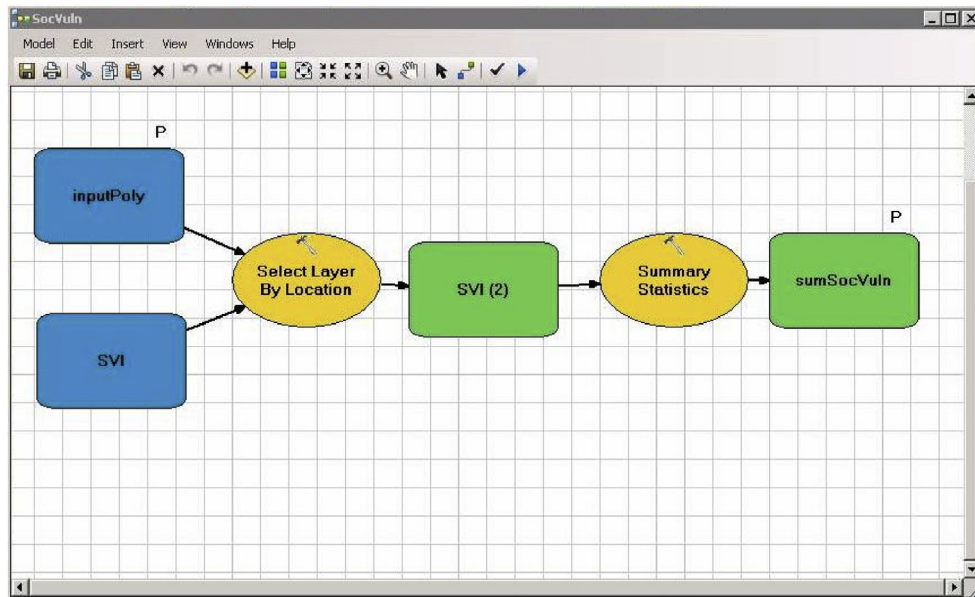 SocVuln
Model Edit Insert View Windows Help
P
inputPoly
SVI
Select Layer
By Location
SVI (2)
Summary
Statistics
P
sumSocVuln